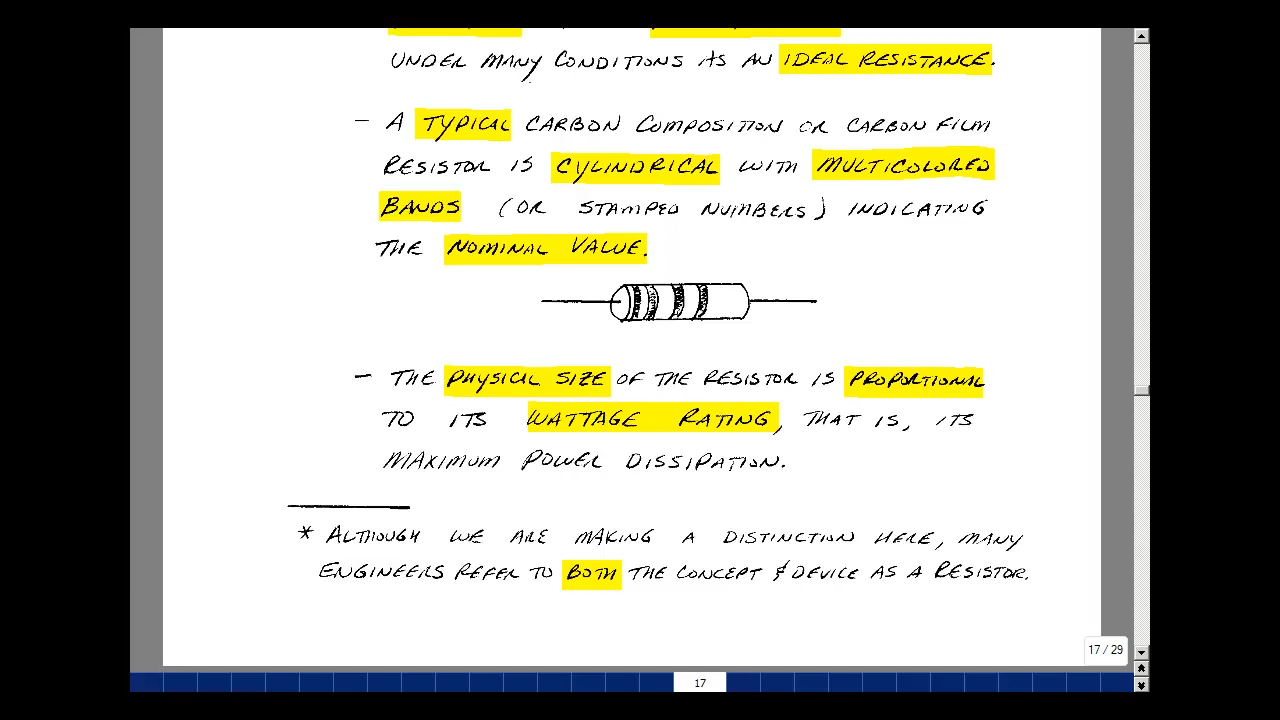 UNDER MANY CONDITIONS AS AN IDEAL RESISTANCE.
- A TYPICAL CARBON COMPOSITION OR CARBON FILM
RESISTOR IS CYLINDRICAL WITH MULTICOLORED
BANDS (OR STAMPED NUMBERS) INDICATING
THE NOMINAL VALUE.
- THE PHYSICAL SIZE OF THE RESISTOR IS PROPORTIONAL
TO ITS WATTAGE RATING, THAT IS, ITS
MAXIMUM POWER DISSIPATION.
* ALTHOUGH WE ARE MAKING A DISTINCTION HERE, MANY
ENGINEERS REFER TO BOTH THE CONCEPT & DEVICE AS A RESISTOR.
17 / 29
17